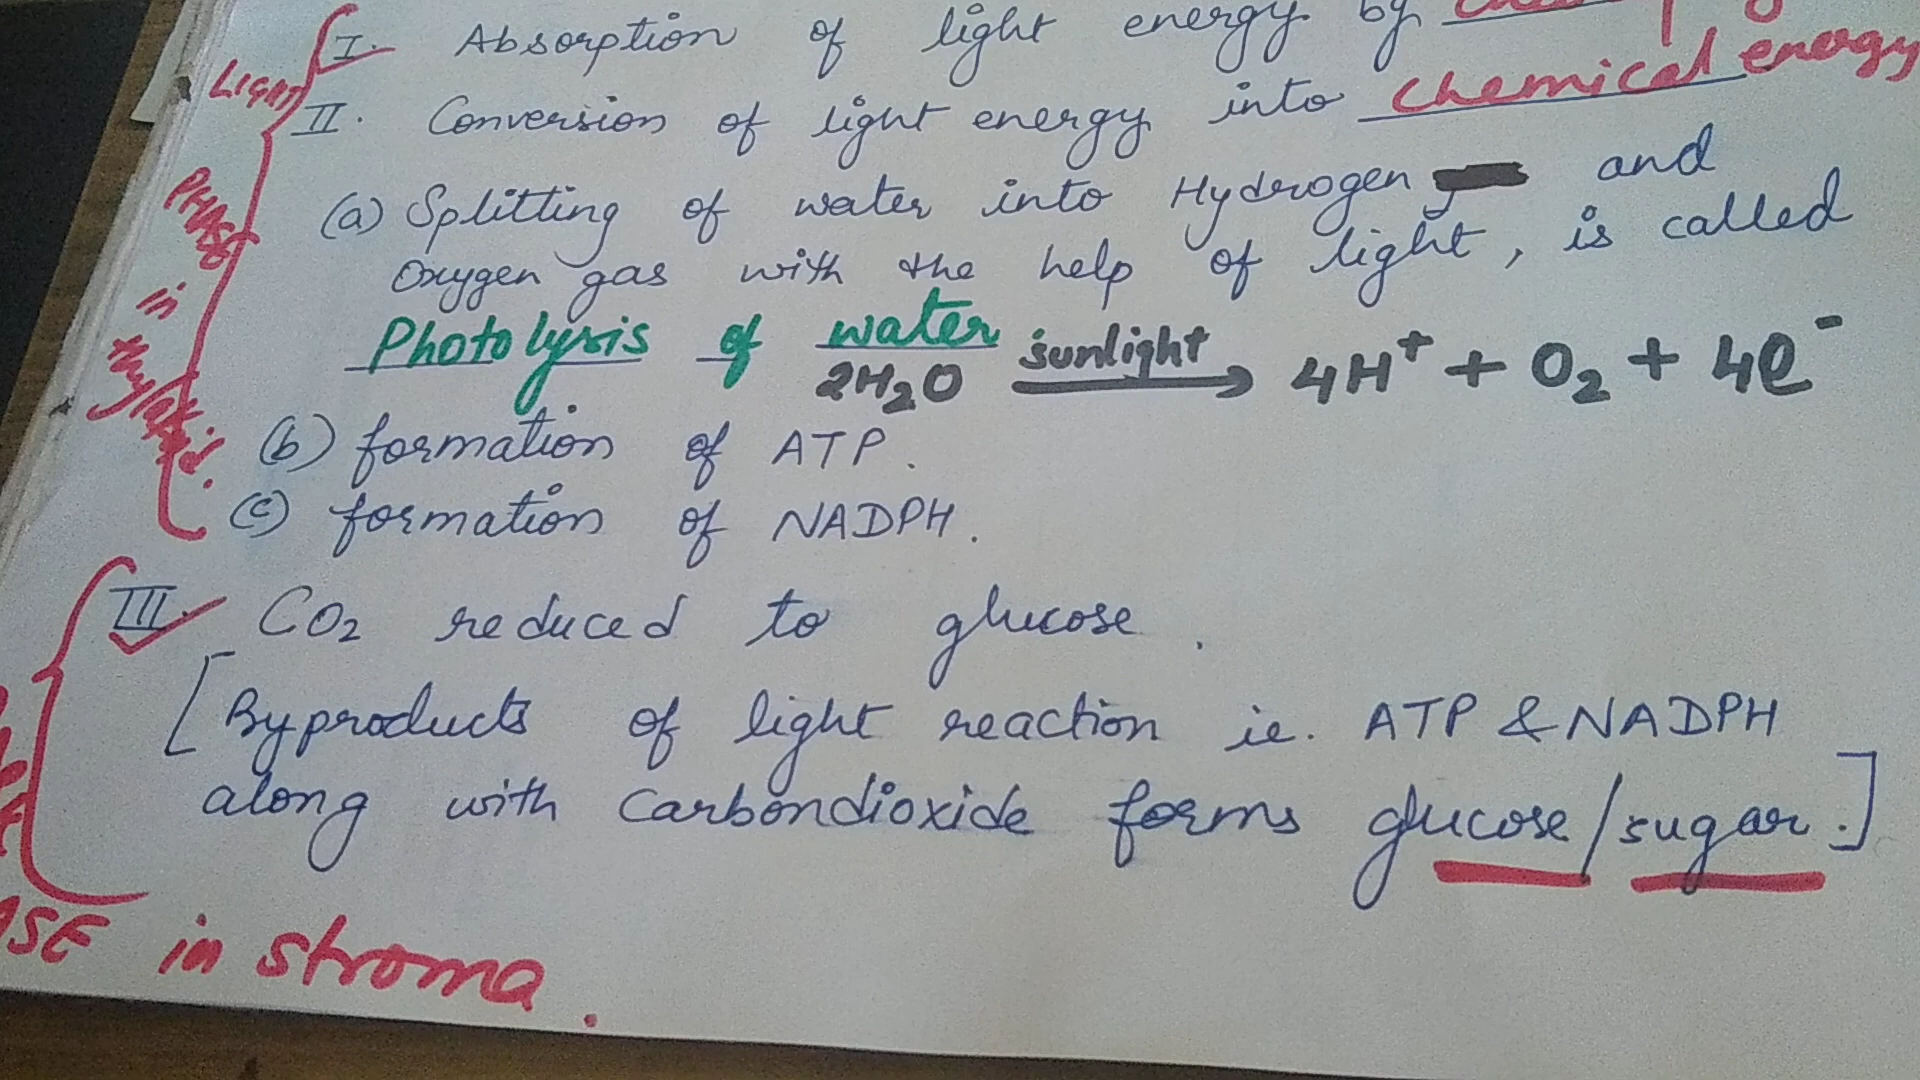 I. Absorption of light energy by
II. Conversion of light energy into chemical energy
(a) Splitting of water into Hydrogen and
Oxygen gas with the help of light, is called
Photolysis of water
2H₂O sunlight → 4H⁺ + O₂ + 4e⁻
(b) formation of ATP.
(c) formation of NADPH.
LIGHT PHASE in
III. CO₂ reduced to glucose.
[Byproducts of light reaction ie. ATP & NADPH
along with Carbondioxide forms glucose/sugar.]
in stroma.